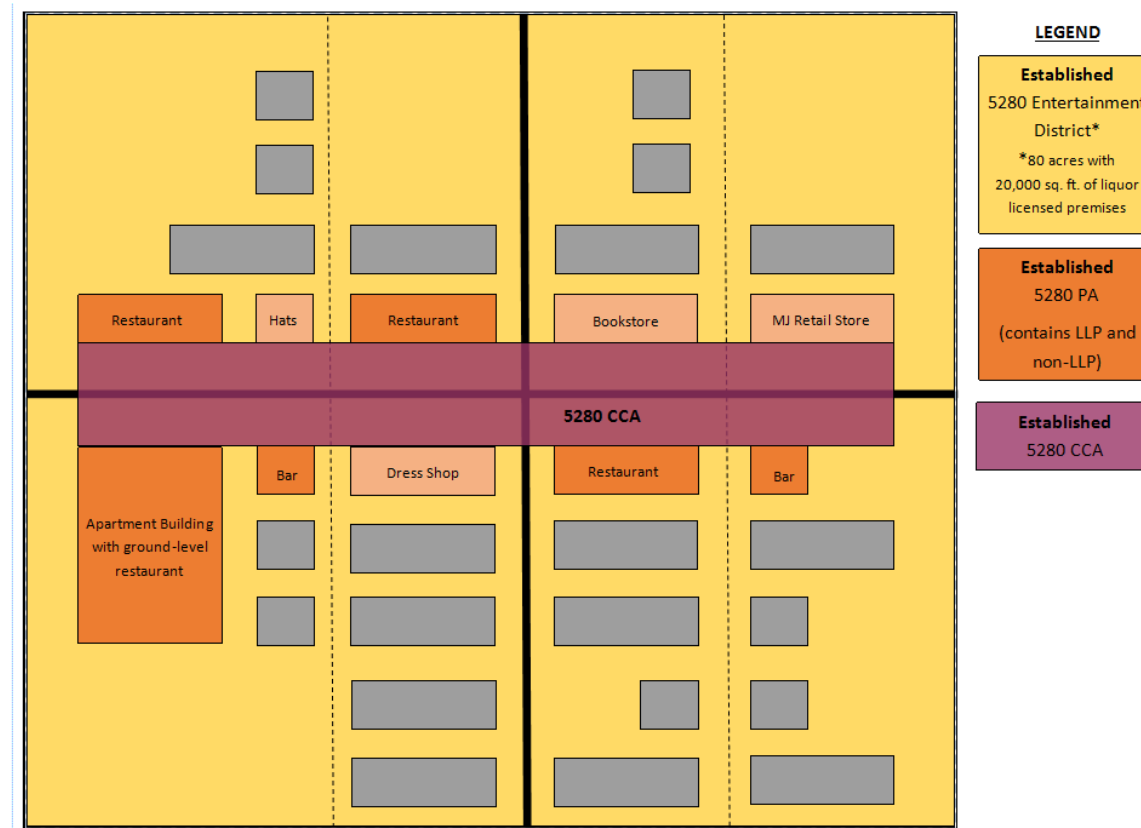 LEGEND
Established
5280 Entertainment
District*
*80 acres with
20,000 sq. ft. of liquor
licensed premises
Established
5280 PA
(contains LLP and
non-LLP)
Established
5280 CCA
Restaurant
Hats
Restaurant
Bookstore
MJ Retail Store
5280 CCA
Apartment Building
with ground-level
restaurant
Bar
Dress Shop
Restaurant
Bar